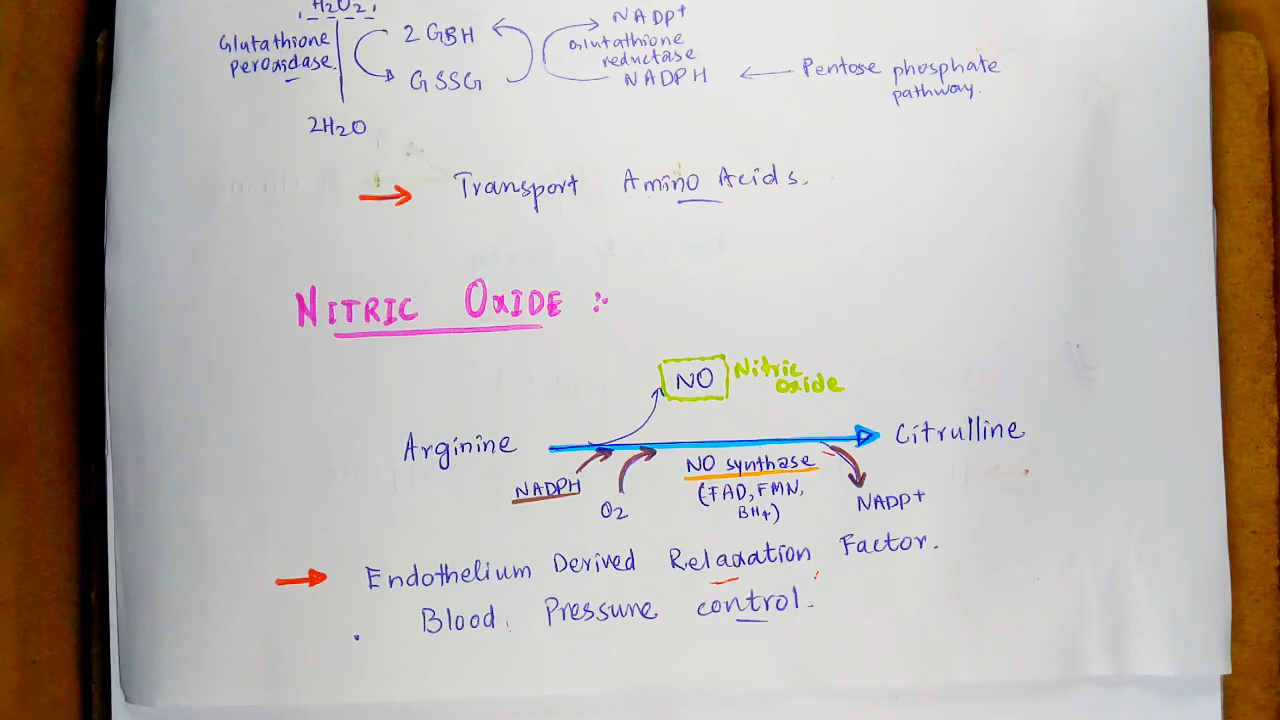 H2O2
Glutathione
peroxidase.
2 GBH
GSSG
2H2O
NADP+
Glutathione
reductase
NADPH
Pentose phosphate
pathway.
Transport Amino Acids.
NITRIC OXIDE :-
NO
Nitric
oxide
Arginine
Citrulline
NADPH
O2
NO synthase
(FAD, FMN,
BH4)
NADP+
Endothelium Derived Relaxation Factor.
Blood Pressure control.